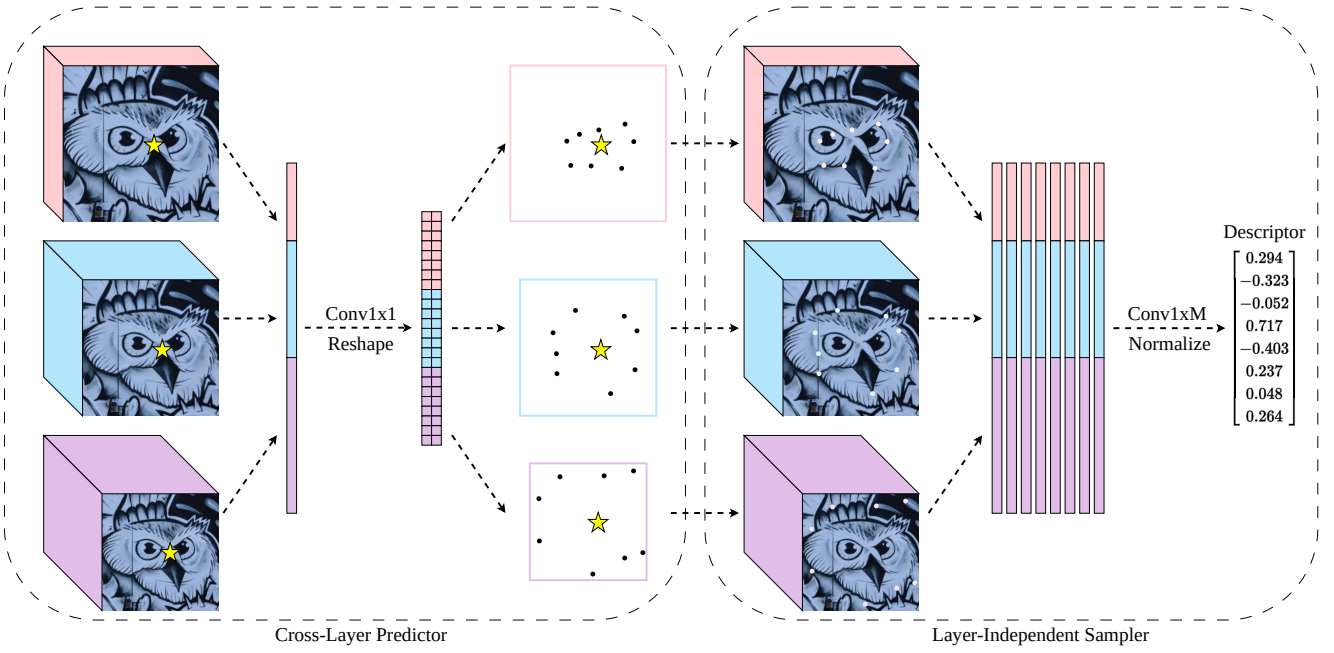 Conv1x1
Reshape
Cross-Layer Predictor
Conv1xM
Normalize
Descriptor
0.294
−0.323
−0.052
0.717
−0.403
0.237
0.048
0.264
Layer-Independent Sampler